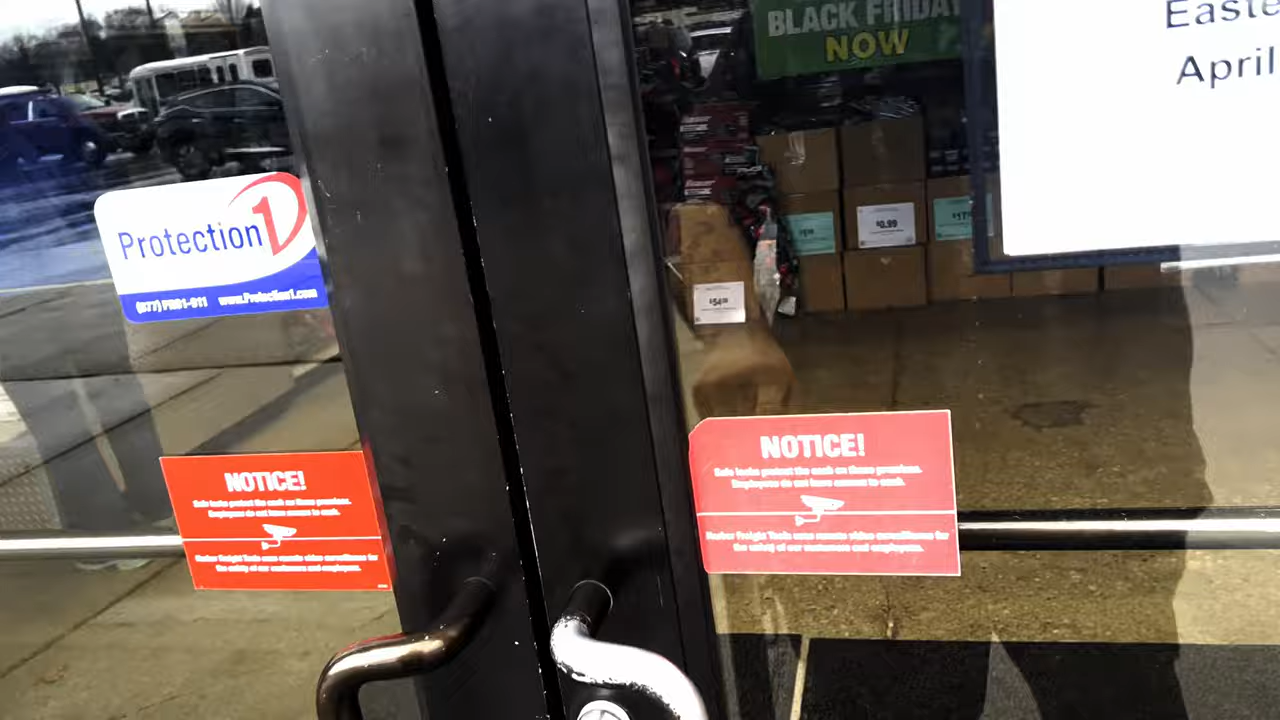 BLACK FRIDAY
NOW
Easte
April
Protection1
(877) PRO1-911 www.Protection1.com
$0.99
NOTICE!
Safe locks protect the cash on these premises.
Employees do not have access to cash.
Harbor Freight Tools uses remote video surveillance for
the safety of our customers and employees.
NOTICE!
Safe locks protect the cash on these premises.
Employees do not have access to cash.
Harbor Freight Tools uses remote video surveillance for
the safety of our customers and employees.